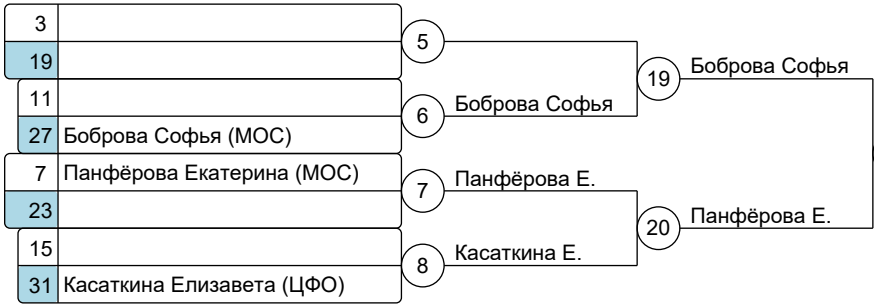 3
5
19
19 Боброва Софья
11
6 Боброва Софья
27 Боброва Софья (МОС)
7 Панфёрова Екатерина (МОС)
7 Панфёрова Е.
23
20 Панфёрова Е.
15
8 Касаткина Е.
31 Касаткина Елизавета (ЦФО)